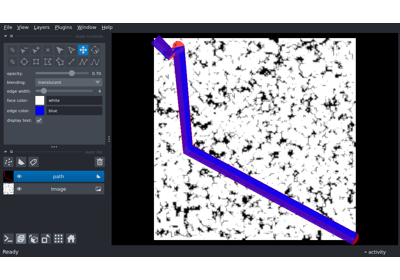 File View Layers Plugins Window Help
opacity: 0.70
blending: translucent
edge width:
face color: white
edge color: blue
display text:
path
Image
Ready
activity